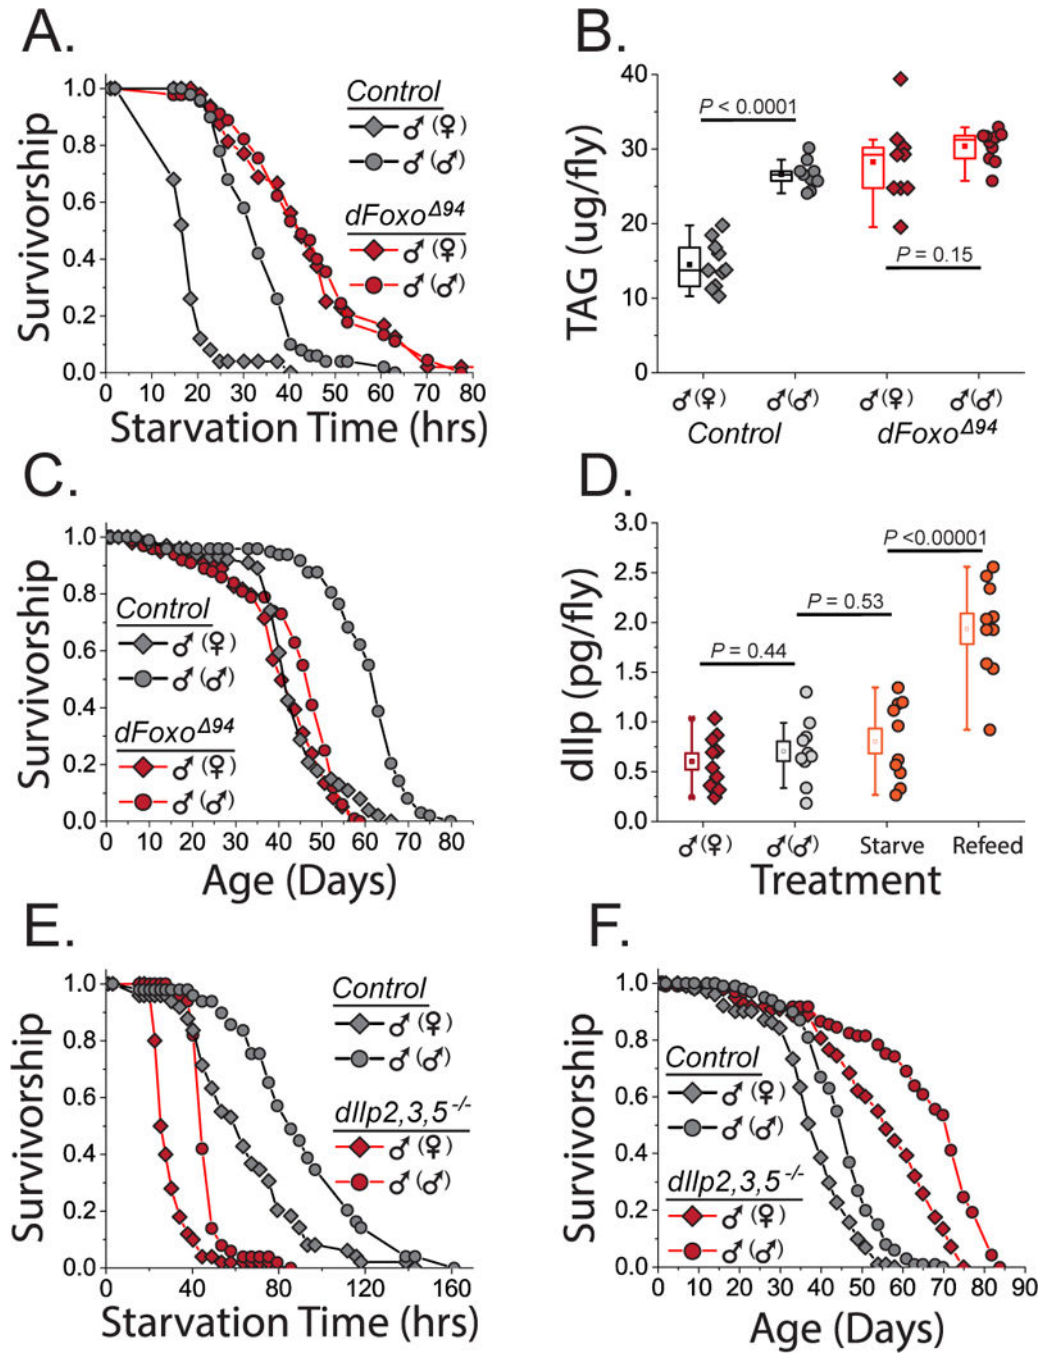 A.
Survivorship
1.0
0.8
0.6
0.4
0.2
0.0
0 10 20 30 40 50 60 70 80
Starvation Time (hrs)
Control
♂(♀)
♂(♂)
dFoxo^Δ94
♂(♀)
♂(♂)
B.
TAG (ug/fly)
40
30
20
10
0
P < 0.0001
P = 0.15
♂(♀) ♂(♂) ♂(♀) ♂(♂)
Control dFoxo^Δ94
C.
Survivorship
1.0
0.8
0.6
0.4
0.2
0.0
0 10 20 30 40 50 60 70 80
Age (Days)
Control
♂(♀)
♂(♂)
dFoxo^Δ94
♂(♀)
♂(♂)
D.
dIlp (pg/fly)
3.0
2.5
2.0
1.5
1.0
0.5
0.0
P <0.00001
P = 0.53
P = 0.44
♂(♀) ♂(♂) Starve Refeed
Treatment
E.
Survivorship
1.0
0.8
0.6
0.4
0.2
0.0
0 40 80 120 160
Starvation Time (hrs)
Control
♂(♀)
♂(♂)
dIlp2,3,5^-/-
♂(♀)
♂(♂)
F.
Survivorship
1.0
0.8
0.6
0.4
0.2
0.0
0 10 20 30 40 50 60 70 80 90
Age (Days)
Control
♂(♀)
♂(♂)
dIlp2,3,5^-/-
♂(♀)
♂(♂)